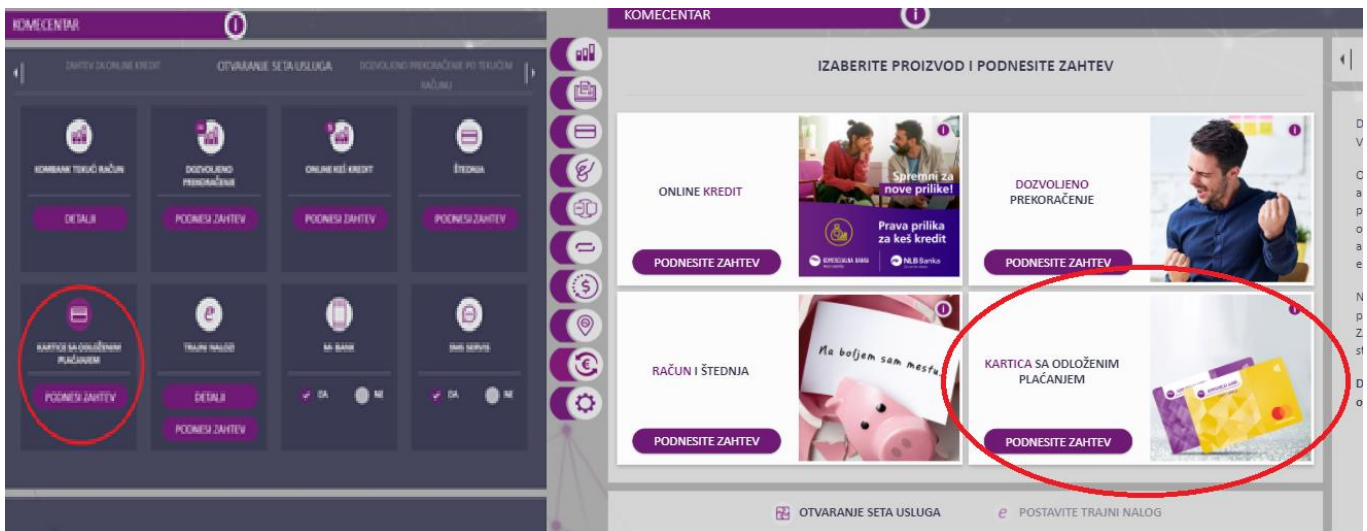 KOMECENTAR
ZAHTEV ZA ONLINE KREDIT
OTVARANJE SETA USLUGA
DOZVOLJENO PREKORAČENJE PO TEKUĆEM
RAČUNU
KOMBANK TEKUĆI RAČUN
DETALJI
DOZVOLJENO
PREKORAČENJE
PODNESI ZAHTEV
ONLINE KEŠ KREDIT
PODNESI ZAHTEV
ŠTEDNJA
PODNESI ZAHTEV
KARTICE SA ODLOŽENIM
PLAĆANJEM
PODNESI ZAHTEV
TRAJNI NALOG
DETALJI
PODNESI ZAHTEV
M-BANK
DA NE
SMS SERVIS
DA NE
KOMECENTAR
IZABERITE PROIZVOD I PODNESITE ZAHTEV
ONLINE KREDIT
PODNESITE ZAHTEV
Spremni za
nove prilike!
Prava prilika
za keš kredit
KOMERCIJALNA BANKA
NLB Banka
DOZVOLJENO
PREKORAČENJE
PODNESITE ZAHTEV
RAČUN I ŠTEDNJA
PODNESITE ZAHTEV
Na boljem sam mestu.
KARTICA SA ODLOŽENIM
PLAĆANJEM
PODNESITE ZAHTEV
OTVARANJE SETA USLUGA
POSTAVITE TRAJNI NALOG